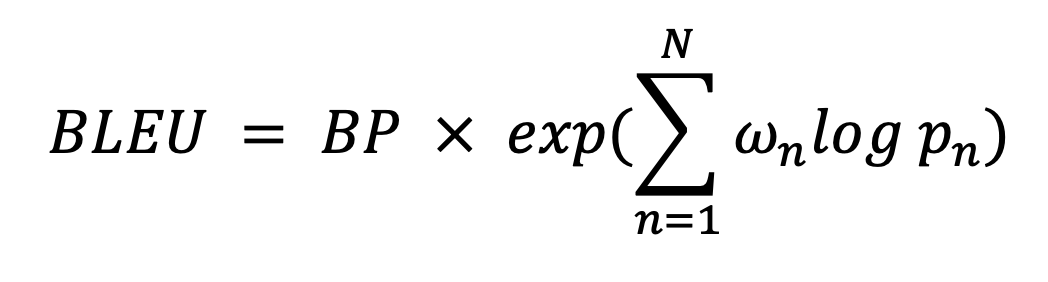 BLEU = BP × exp(∑_{n=1}^{N} ω_n log p_n)